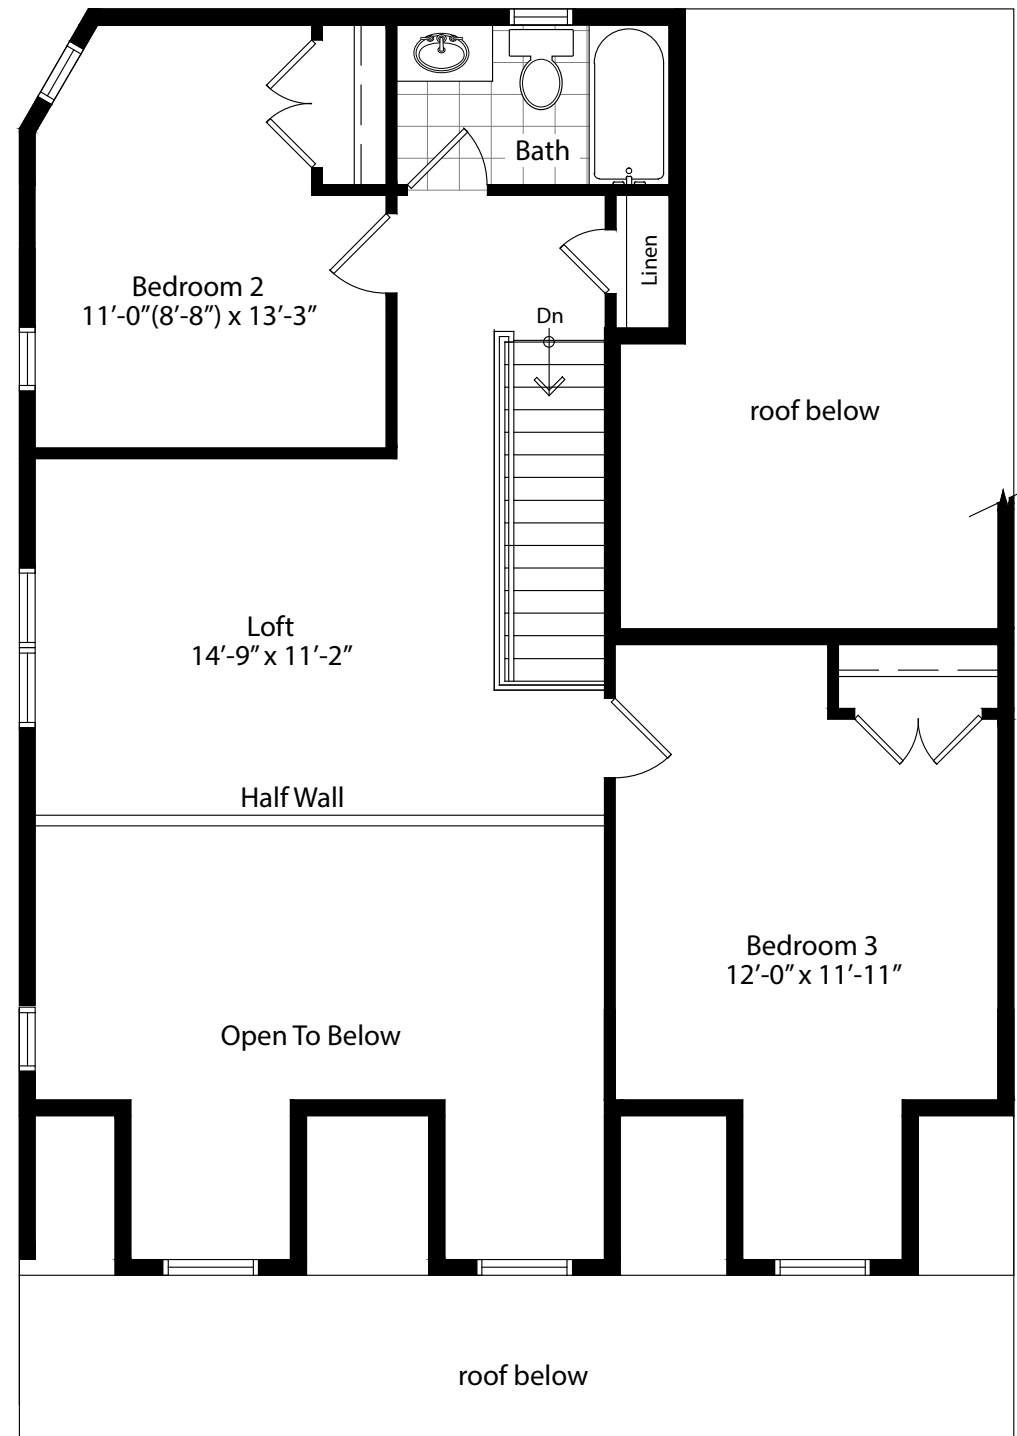 Bath
Linen
Bedroom 2
11’-0”(8’-8”) x 13’-3”
Dn
roof below
Loft
14’-9” x 11’-2”
Half Wall
Bedroom 3
12’-0” x 11’-11”
Open To Below
roof below